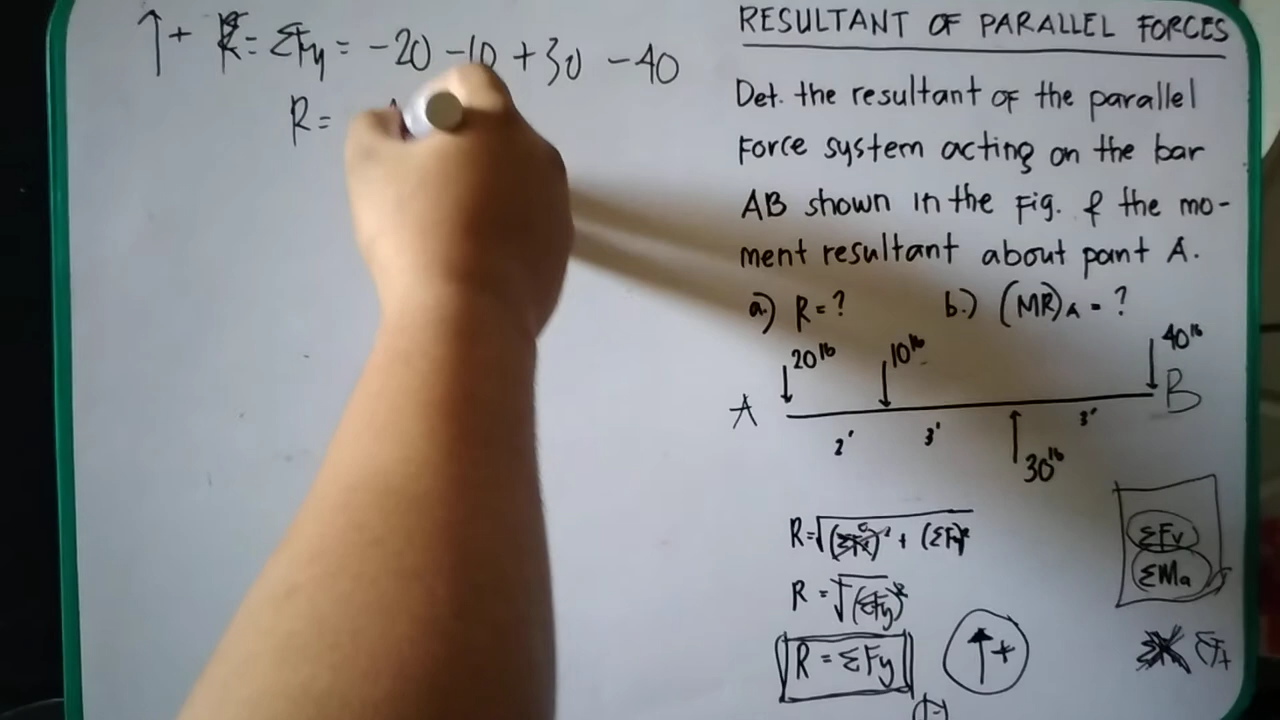 ↑+ R = ΣFy = -20 -10 +30 -40
R =
RESULTANT OF PARALLEL FORCES
Det. the resultant of the parallel
Force system acting on the bar
AB shown in the Fig. & the mo-
ment resultant about point A.
a.) R = ? b.) (MR)A = ?
20lb 10lb 40lb
A B
2' 3' 3'
30lb
R = √(ΣFx)² + (ΣFy)²
R = √(ΣFy)²
R = ΣFy ↑+
ΣFv
ΣMa